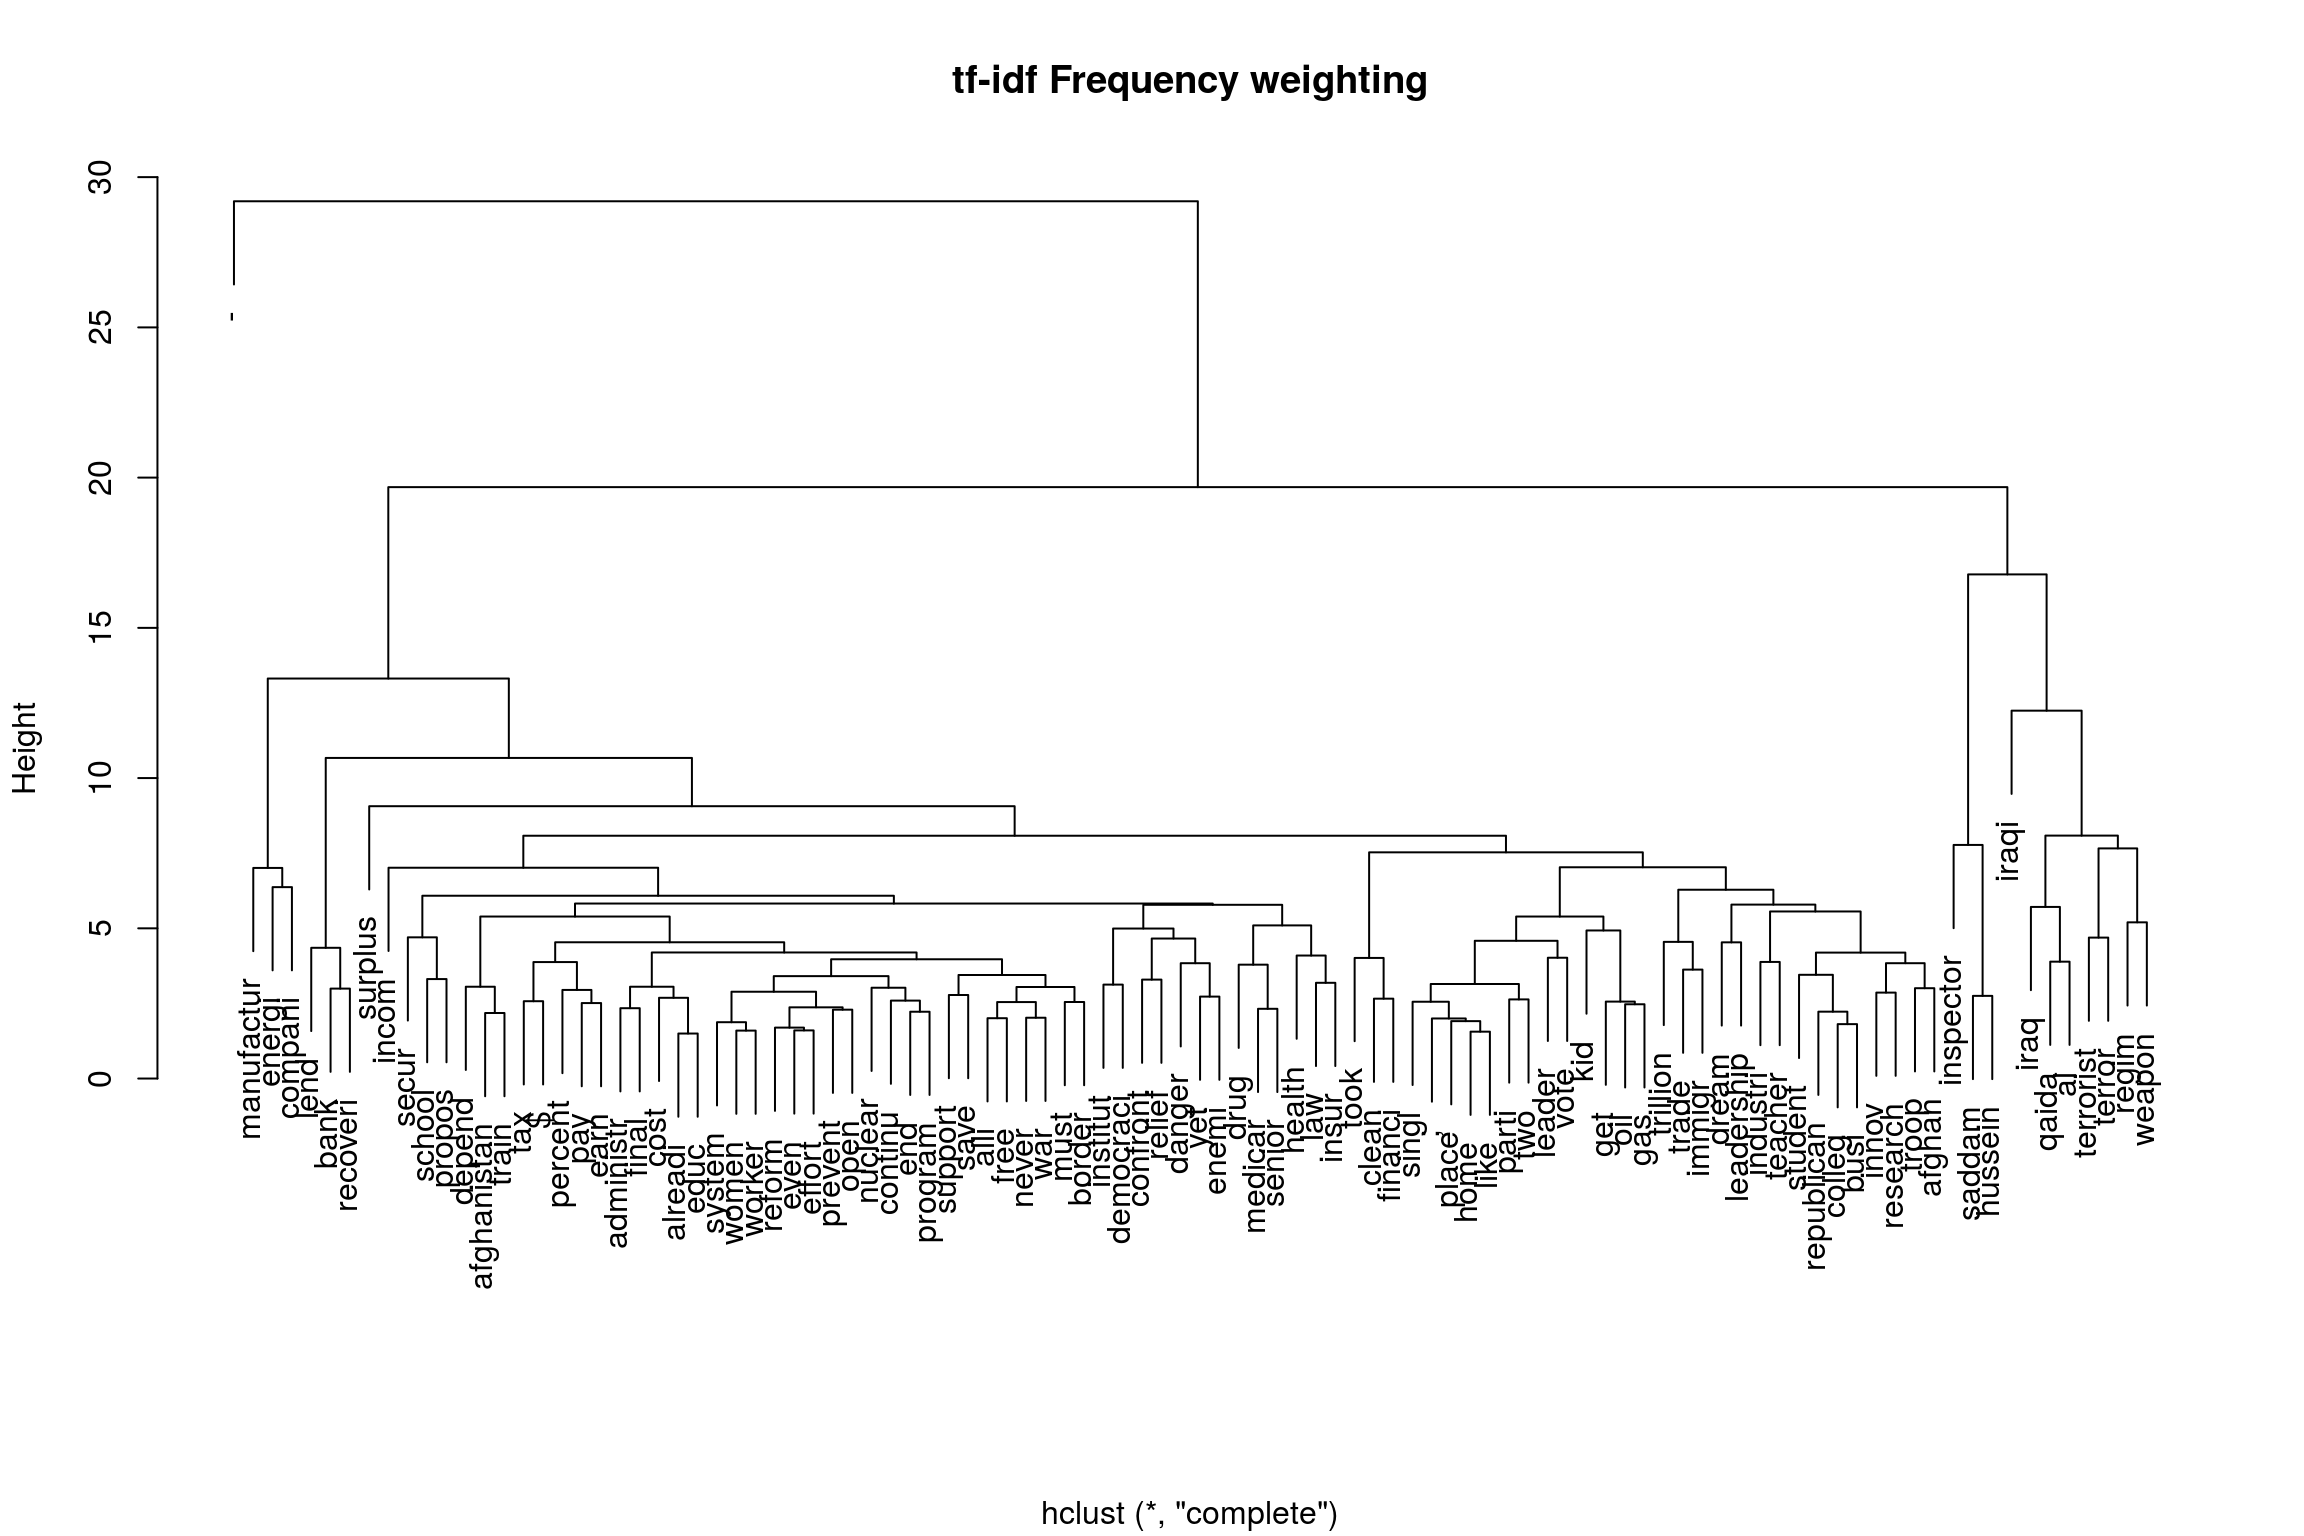 tf-idf Frequency weighting
Height
30
25
20
15
10
5
0
-
manufactur
energi
compani
lend
bank
recoveri
surplus
incom
secur
school
propos
depend
afghanistan
train
tax
$
percent
pay
earn
administr
final
cost
alreadi
educ
system
women
worker
reform
even
effort
prevent
open
nuclear
continu
end
program
support
save
alli
free
never
war
must
border
institut
democraci
confront
relief
danger
yet
enemi
drug
medicar
senior
health
law
insur
took
clean
financi
singl
'
place
home
like
parti
two
leader
vote
kid
get
oil
gas
trillion
trade
immigr
dream
leadership
industri
teacher
student
republican
colleg
busi
innov
research
troop
afghan
inspector
saddam
hussein
iraqi
iraq
qaida
al
terrorist
terror
regim
weapon
hclust (*, "complete")